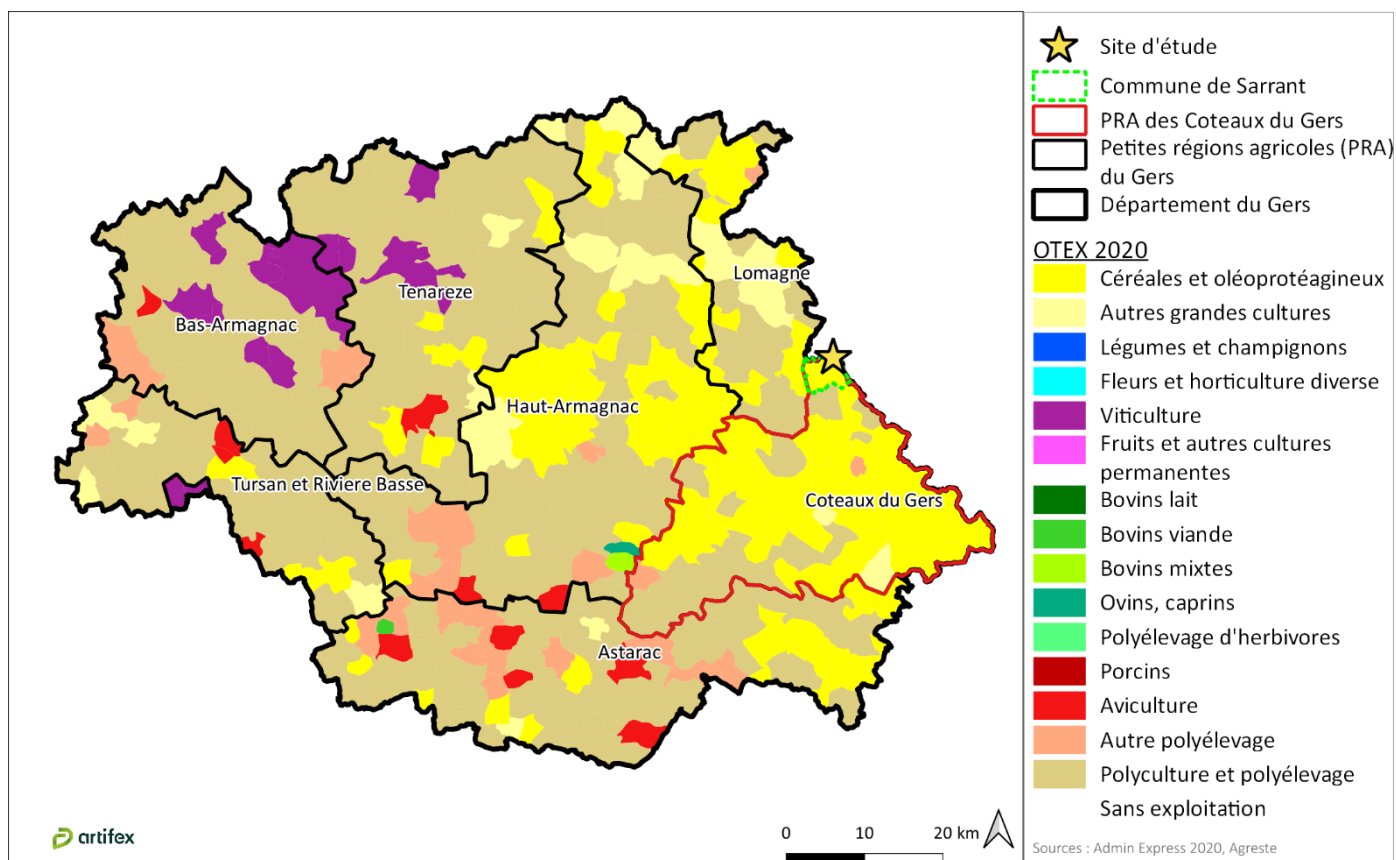 Lomagne
Tenareze
Bas-Armagnac
Haut-Armagnac
Tursan et Riviere Basse
Coteaux du Gers
Astarac
artifex
0 10 20 km
Site d'étude
Commune de Sarrant
PRA des Coteaux du Gers
Petites régions agricoles (PRA)
du Gers
Département du Gers
OTEX 2020
Céréales et oléoprotéagineux
Autres grandes cultures
Légumes et champignons
Fleurs et horticulture diverse
Viticulture
Fruits et autres cultures
permanentes
Bovins lait
Bovins viande
Bovins mixtes
Ovins, caprins
Polyélevage d'herbivores
Porcins
Aviculture
Autre polyélevage
Polyculture et polyélevage
Sans exploitation
Sources : Admin Express 2020, Agreste